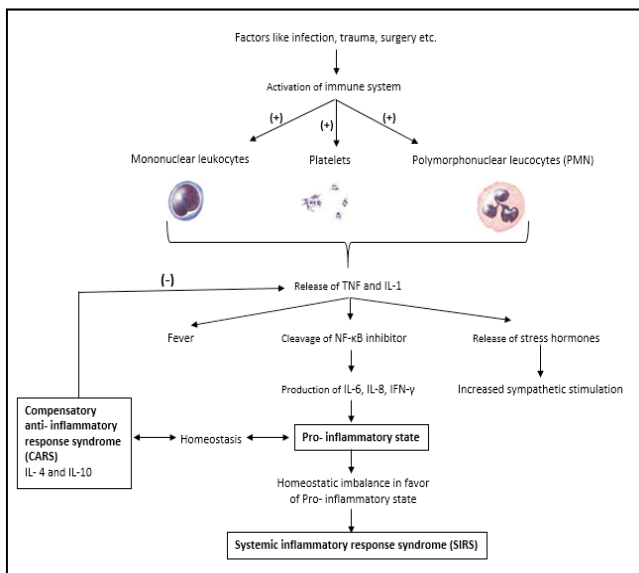 Factors like infection, trauma, surgery etc.
Activation of immune system
(+)
(+)
(+)
Mononuclear leukocytes
Platelets
Polymorphonuclear leucocytes (PMN)
(-)
Release of TNF and IL-1
Fever
Cleavage of NF-κB inhibitor
Release of stress hormones
Production of IL-6, IL-8, IFN-γ
Increased sympathetic stimulation
Compensatory
anti- inflammatory
response syndrome
(CARS)
IL- 4 and IL-10
Homeostasis
Pro- inflammatory state
Homeostatic imbalance in favor
of Pro- inflammatory state
Systemic inflammatory response syndrome (SIRS)